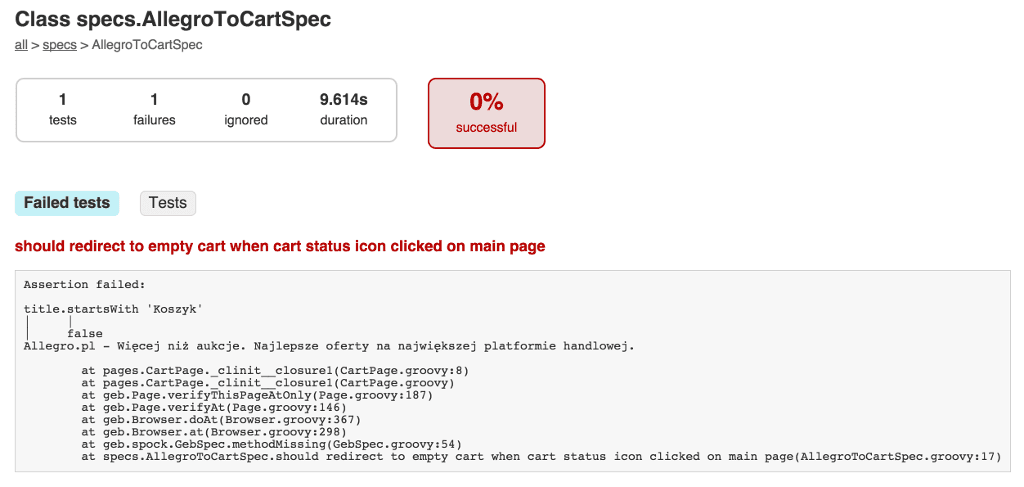 Class specs.AllegroToCartSpec
all > specs > AllegroToCartSpec
1 1 0 9.614s
tests failures ignored duration
0%
successful
Failed tests Tests
should redirect to empty cart when cart status icon clicked on main page
Assertion failed:
title.startsWith 'Koszyk'
| |
| false
Allegro.pl - Więcej niż aukcje. Najlepsze oferty na największej platformie handlowej.
at pages.CartPage._clinit__closure1(CartPage.groovy:8)
at pages.CartPage._clinit__closure1(CartPage.groovy)
at geb.Page.verifyThisPageAtOnly(Page.groovy:187)
at geb.Page.verifyAt(Page.groovy:146)
at geb.Browser.doAt(Browser.groovy:367)
at geb.Browser.at(Browser.groovy:298)
at geb.spock.GebSpec.methodMissing(GebSpec.groovy:54)
at specs.AllegroToCartSpec.should redirect to empty cart when cart status icon clicked on main page(AllegroToCartSpec.groovy:17)